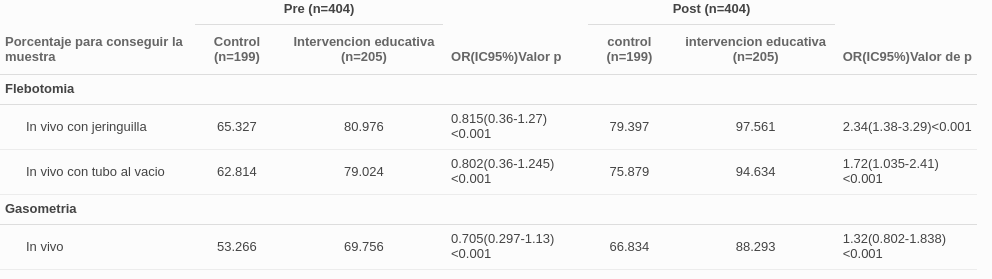 Pre (n=404) Post (n=404)
Porcentaje para conseguir la muestra Control (n=199) Intervencion educativa (n=205) OR(IC95%)Valor p control (n=199) intervencion educativa (n=205) OR(IC95%)Valor de p
Flebotomia
In vivo con jeringuilla 65.327 80.976 0.815(0.36-1.27) <0.001 79.397 97.561 2.34(1.38-3.29)<0.001
In vivo con tubo al vacio 62.814 79.024 0.802(0.36-1.245) <0.001 75.879 94.634 1.72(1.035-2.41) <0.001
Gasometria
In vivo 53.266 69.756 0.705(0.297-1.13) <0.001 66.834 88.293 1.32(0.802-1.838) <0.001